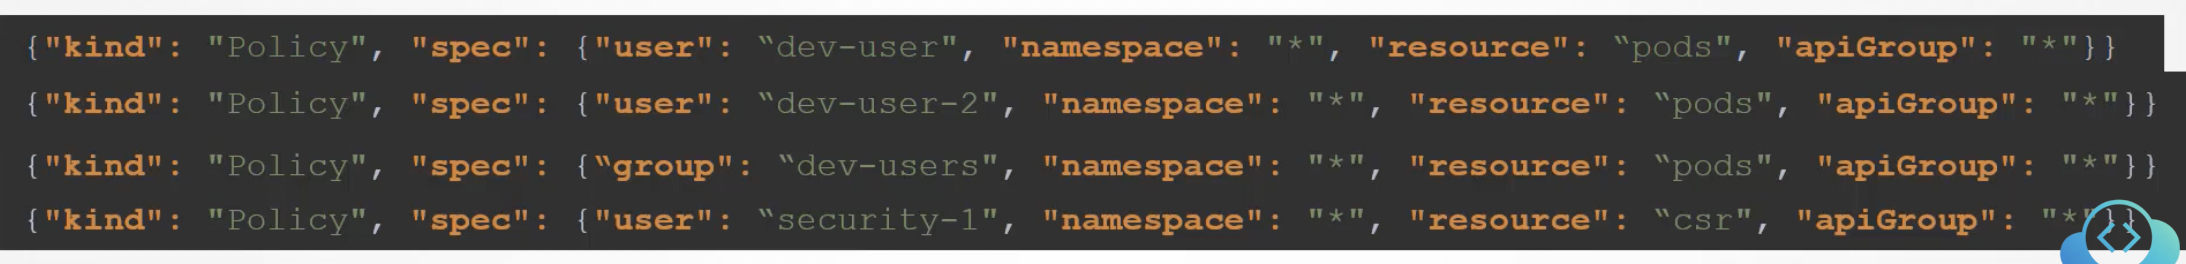 {"kind": "Policy", "spec": {"user": “dev-user", "namespace": "*", "resource": “pods", "apiGroup": "*"}}
{"kind": "Policy", "spec": {"user": “dev-user-2", "namespace": "*", "resource": “pods", "apiGroup": "*"}}
{"kind": "Policy", "spec": {“group": “dev-users", "namespace": "*", "resource": “pods", "apiGroup": "*"}}
{"kind": "Policy", "spec": {"user": “security-1", "namespace": "*", "resource": “csr", "apiGroup": "*"}}